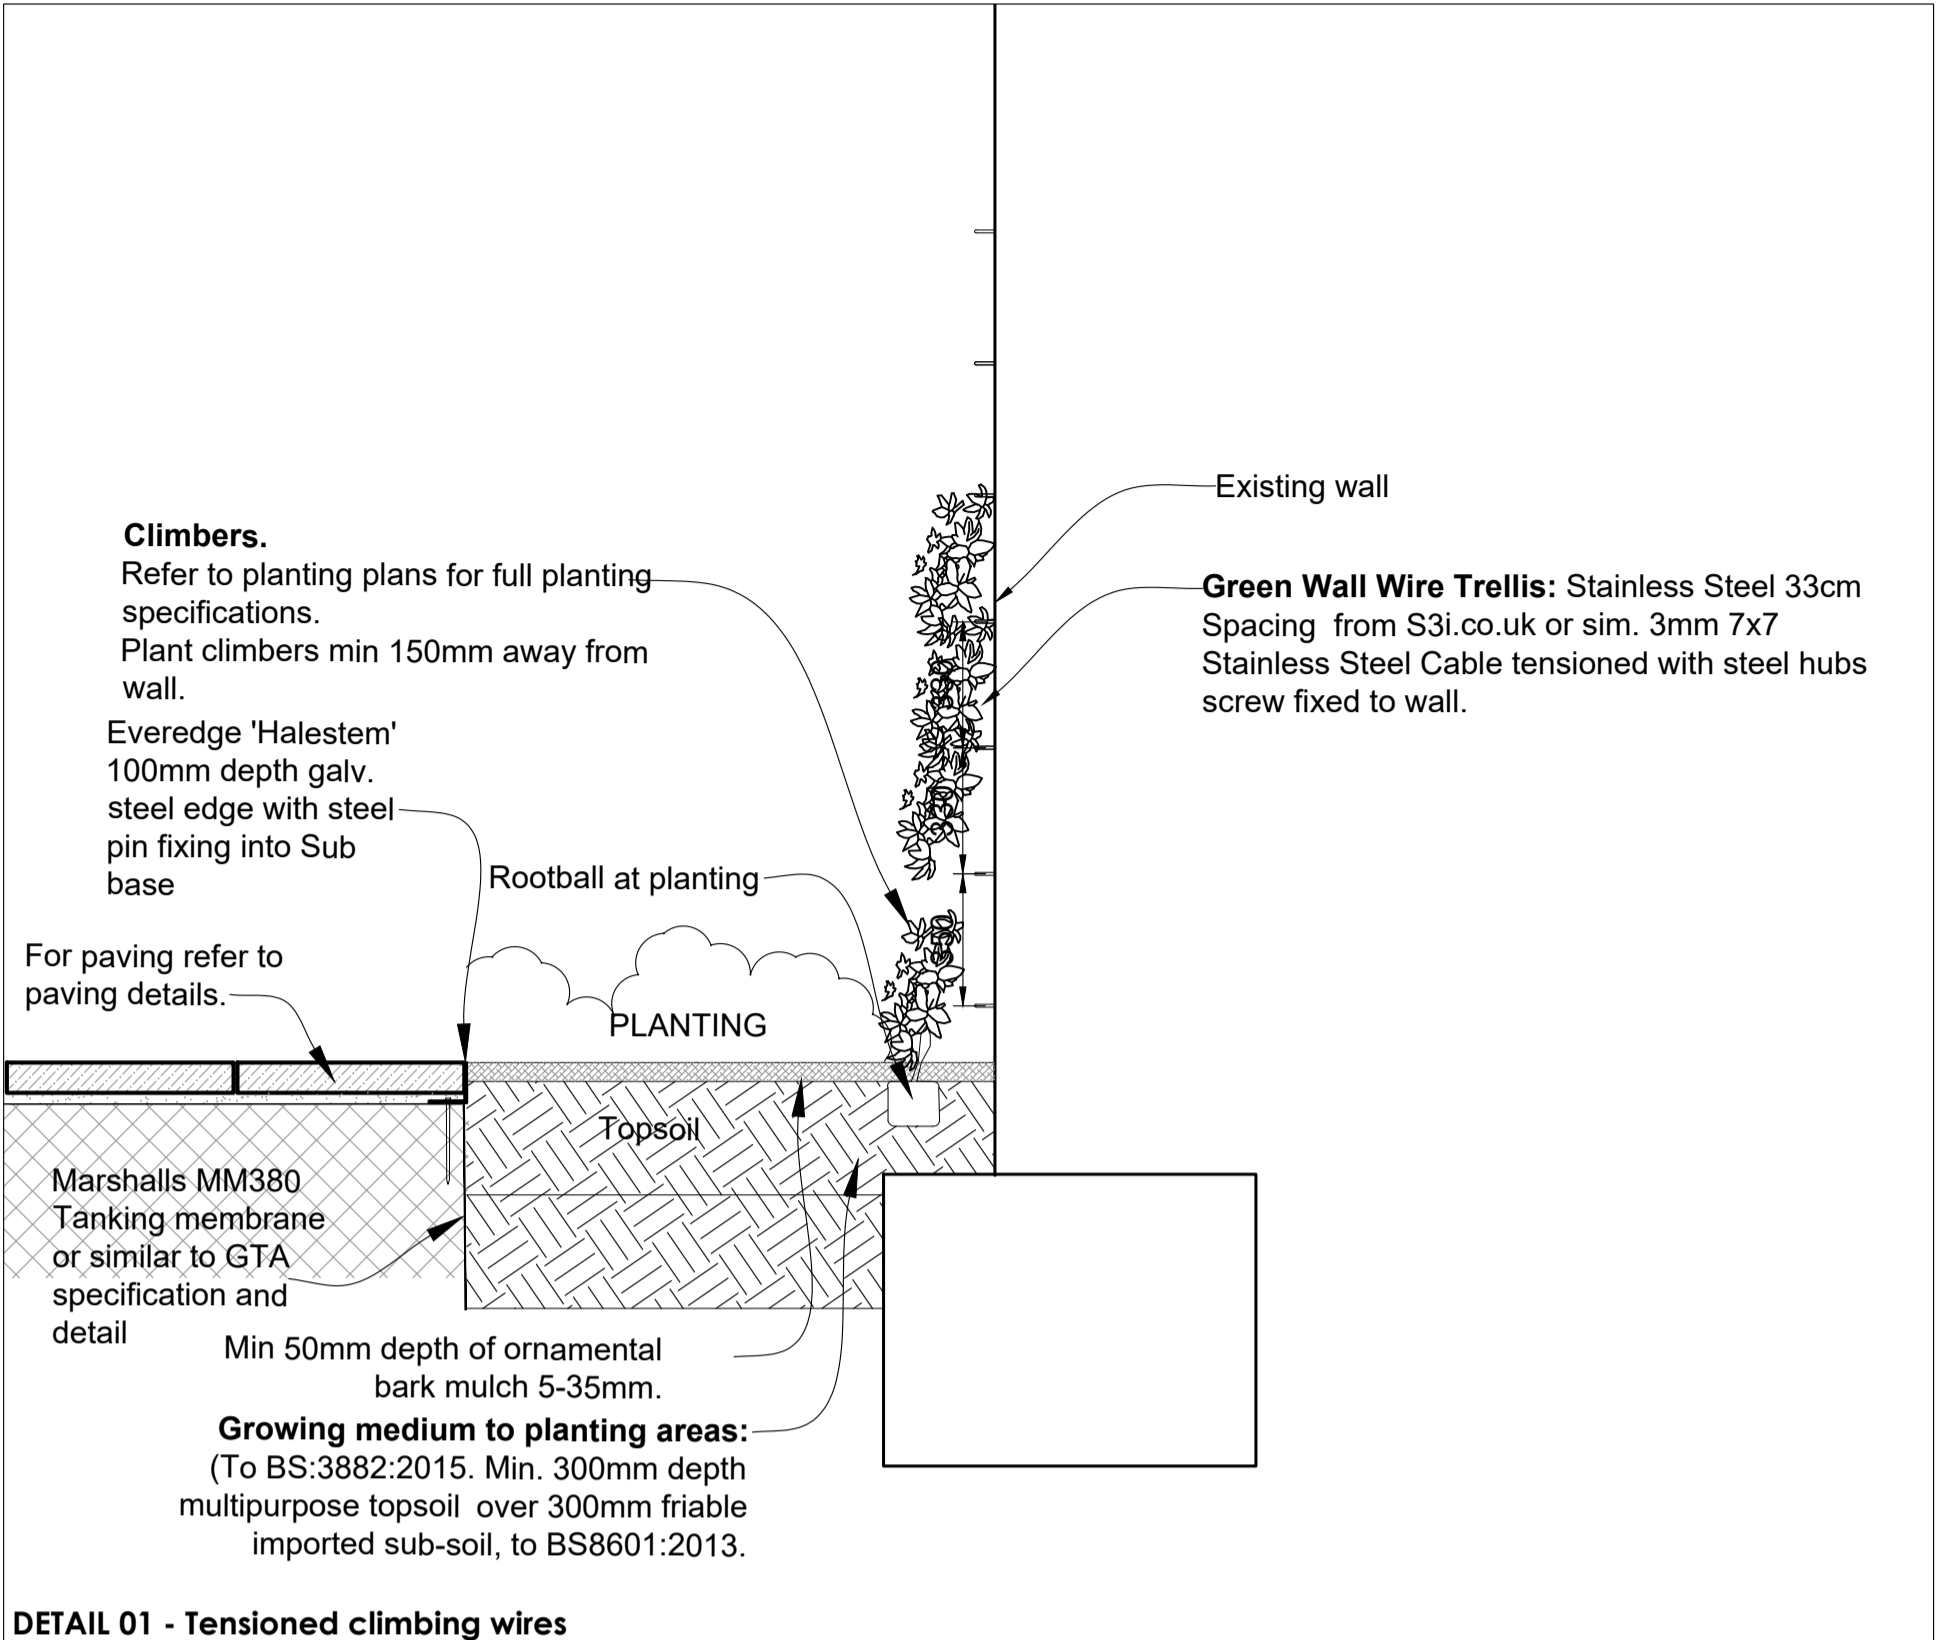 Existing wall
Climbers.
Refer to planting plans for full planting
specifications.
Plant climbers min 150mm away from
wall.
Green Wall Wire Trellis: Stainless Steel 33cm
Spacing from S3i.co.uk or sim. 3mm 7x7
Stainless Steel Cable tensioned with steel hubs
screw fixed to wall.
Everedge 'Halestem'
100mm depth galv.
steel edge with steel
pin fixing into Sub
base
330
Rootball at planting
For paving refer to
paving details.
PLANTING
Topsoil
Marshalls MM380
Tanking membrane
or similar to GTA
specification and
detail
Min 50mm depth of ornamental
bark mulch 5-35mm.
Growing medium to planting areas:
(To BS:3882:2015. Min. 300mm depth
multipurpose topsoil over 300mm friable
imported sub-soil, to BS8601:2013.
DETAIL 01 - Tensioned climbing wires